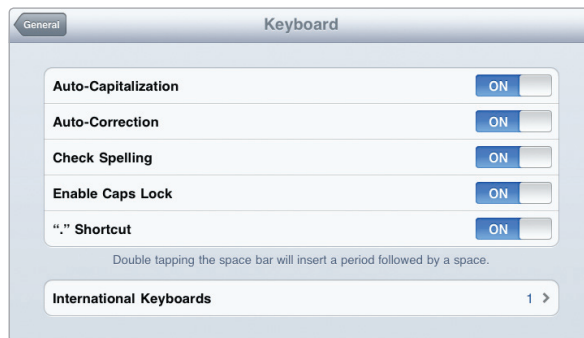 General
Keyboard
Auto-Capitalization ON
Auto-Correction ON
Check Spelling ON
Enable Caps Lock ON
“.” Shortcut ON
Double tapping the space bar will insert a period followed by a space.
International Keyboards 1